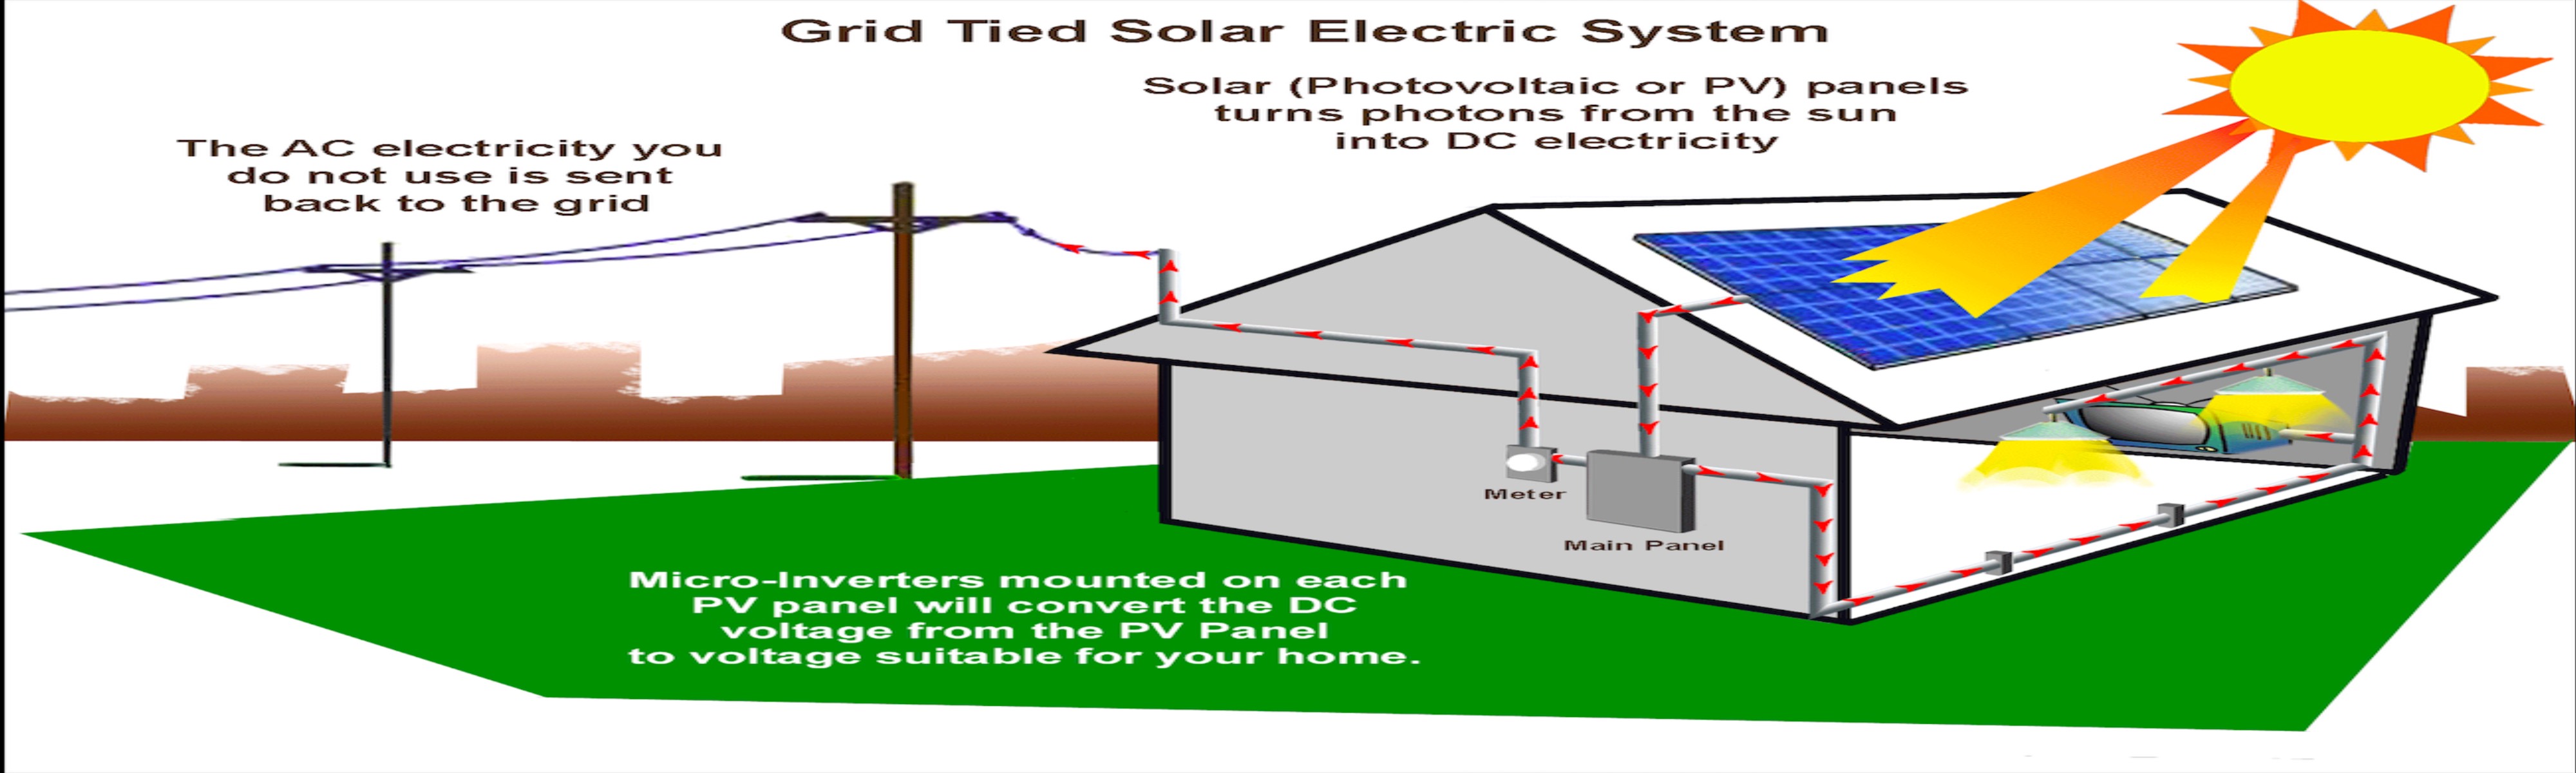 Grid Tied Solar Electric System
Solar (Photovoltaic or PV) panels
turns photons from the sun
into DC electricity
The AC electricity you
do not use is sent
back to the grid
Meter
Main Panel
Micro-Inverters mounted on each
PV panel will convert the DC
voltage from the PV Panel
to voltage suitable for your home.